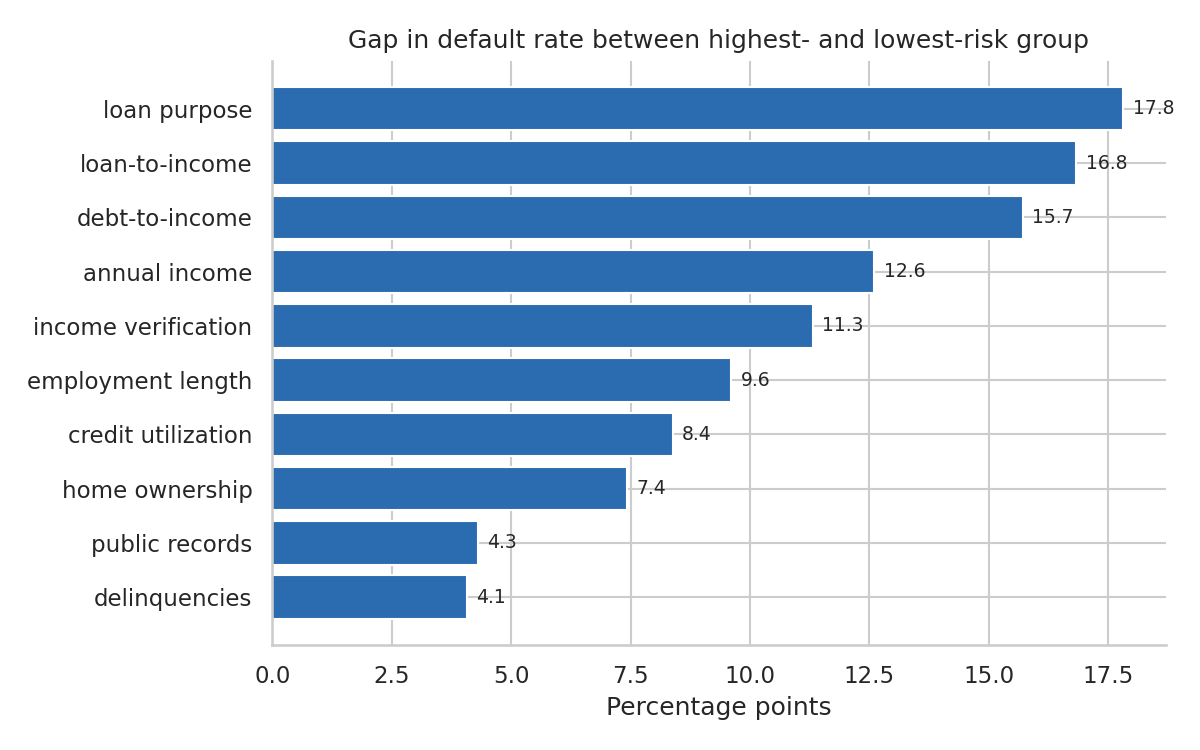 Gap in default rate between highest- and lowest-risk group
loan purpose 17.8
loan-to-income 16.8
debt-to-income 15.7
annual income 12.6
income verification 11.3
employment length 9.6
credit utilization 8.4
home ownership 7.4
public records 4.3
delinquencies 4.1
0.0 2.5 5.0 7.5 10.0 12.5 15.0 17.5
Percentage points